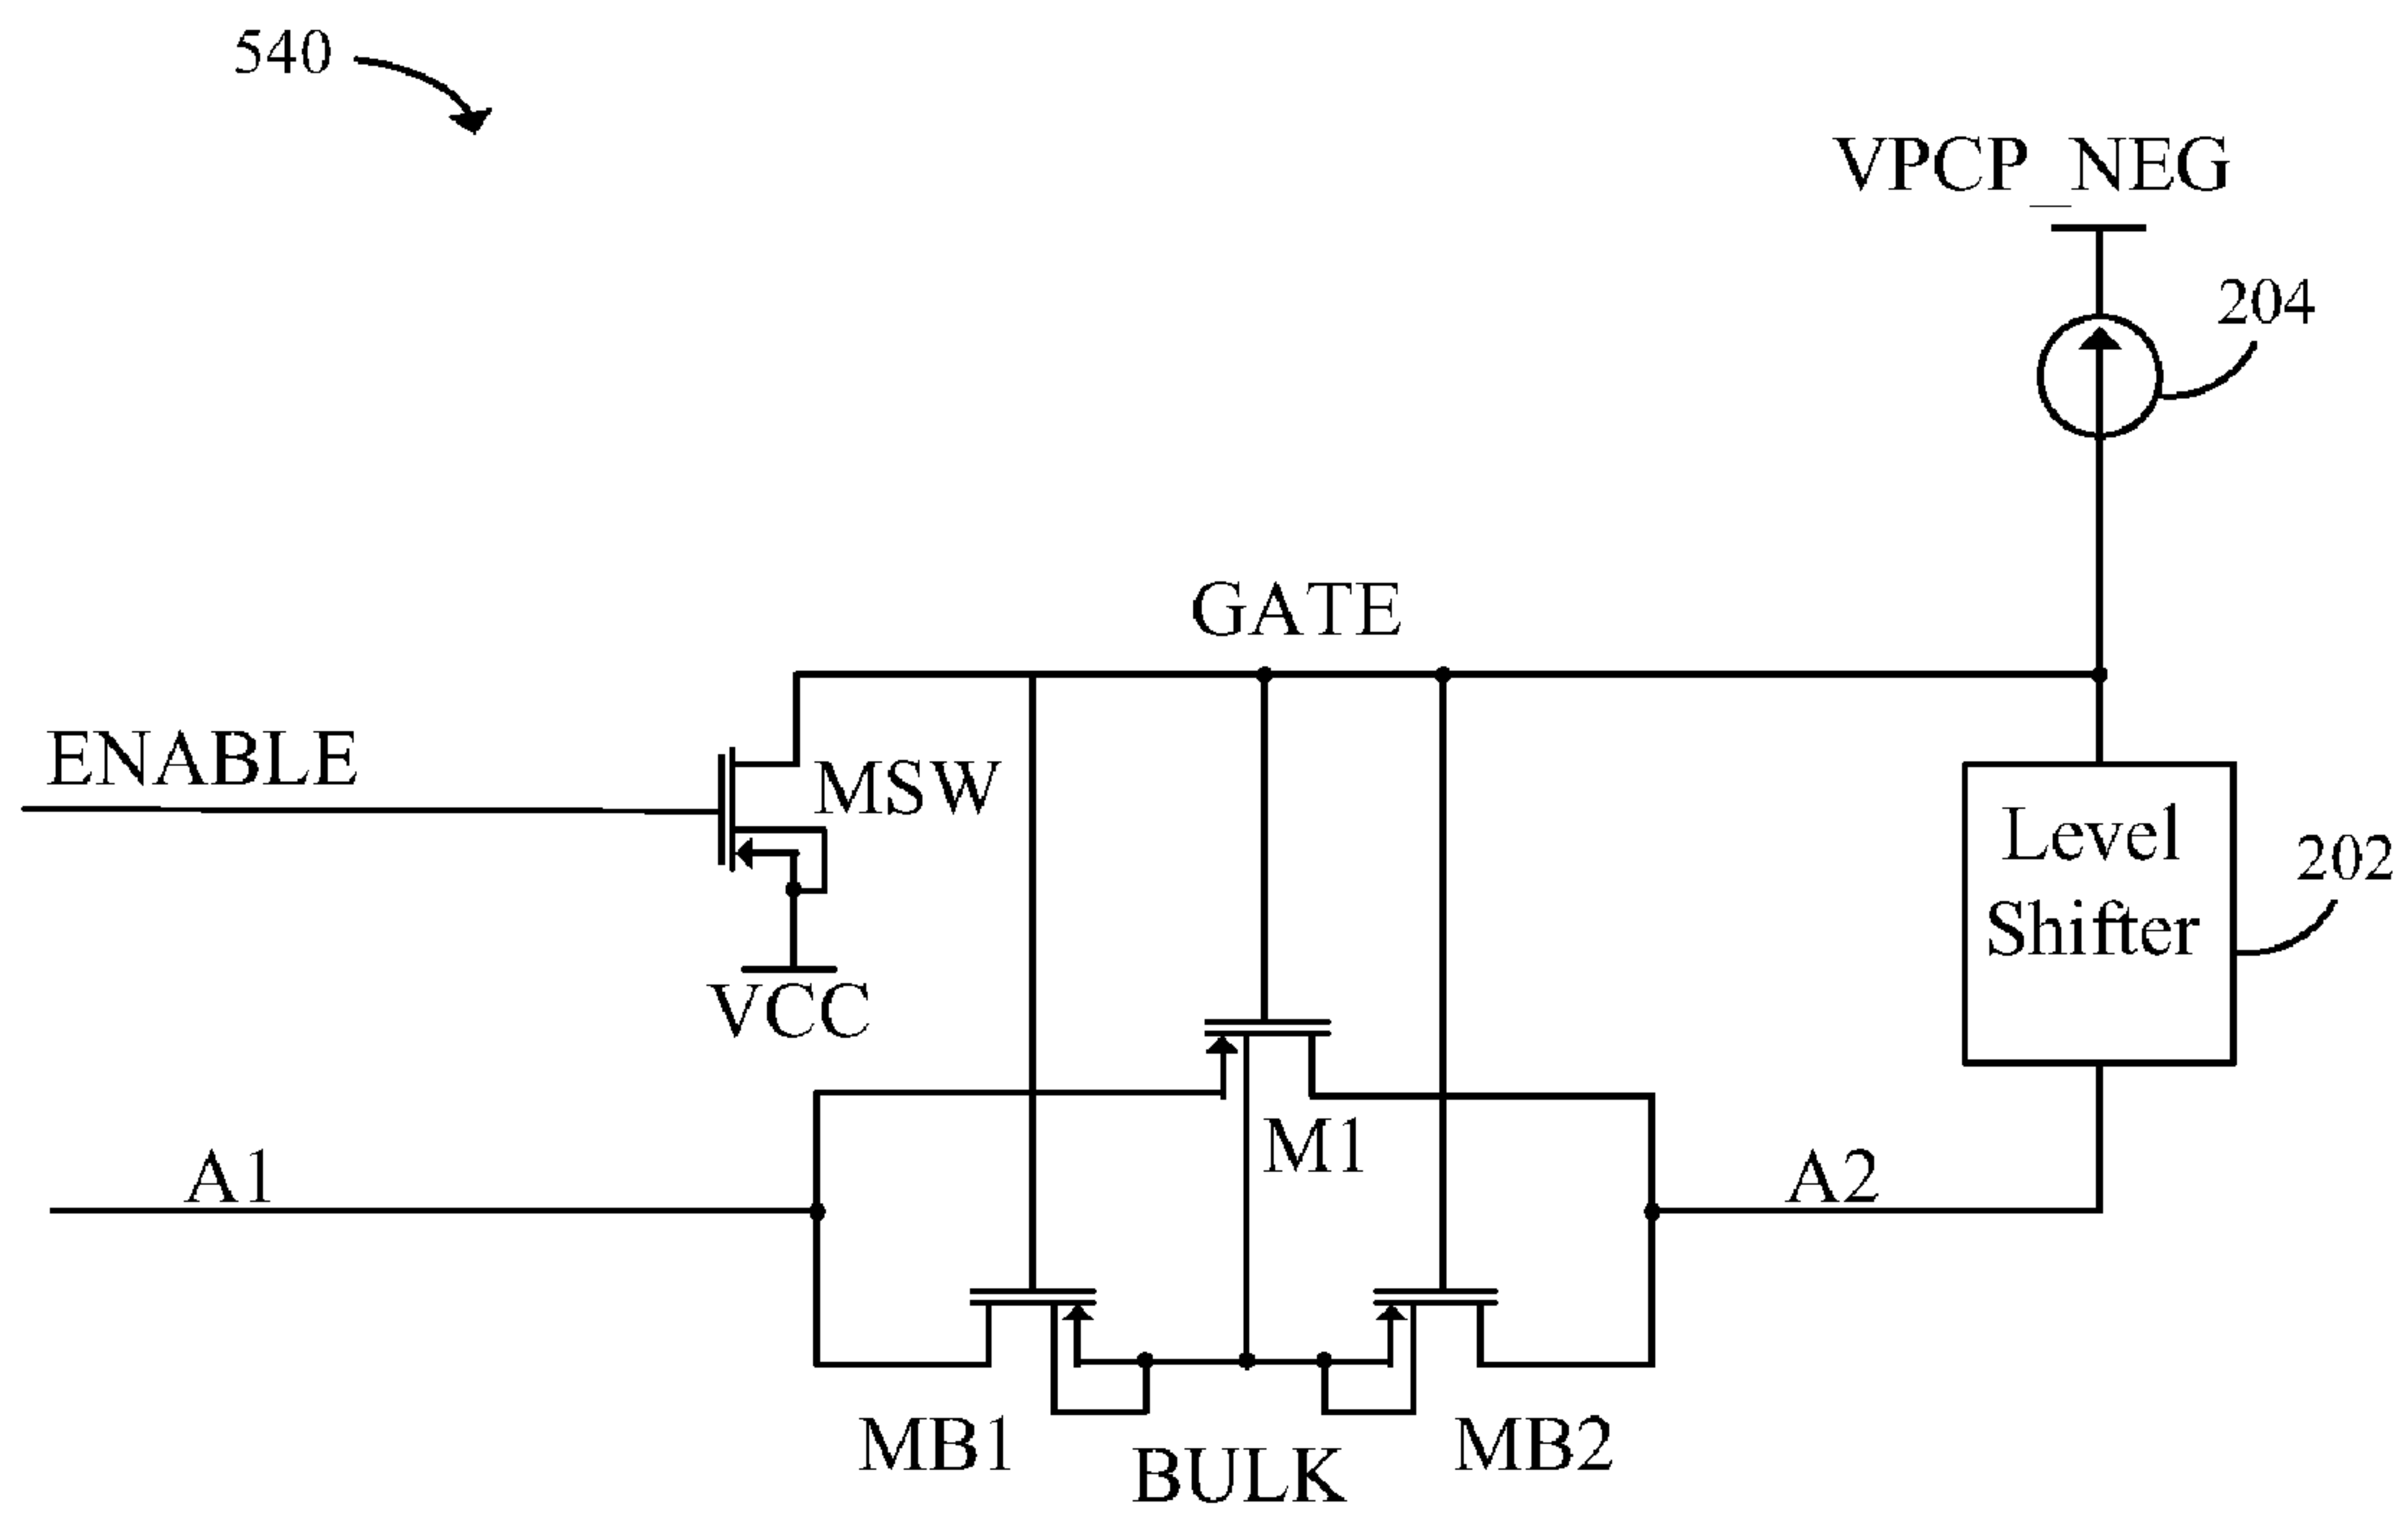 540
VPCP_NEG
204
GATE
ENABLE
MSW
Level
Shifter
202
VCC
M1
A1
A2
MB1
BULK
MB2